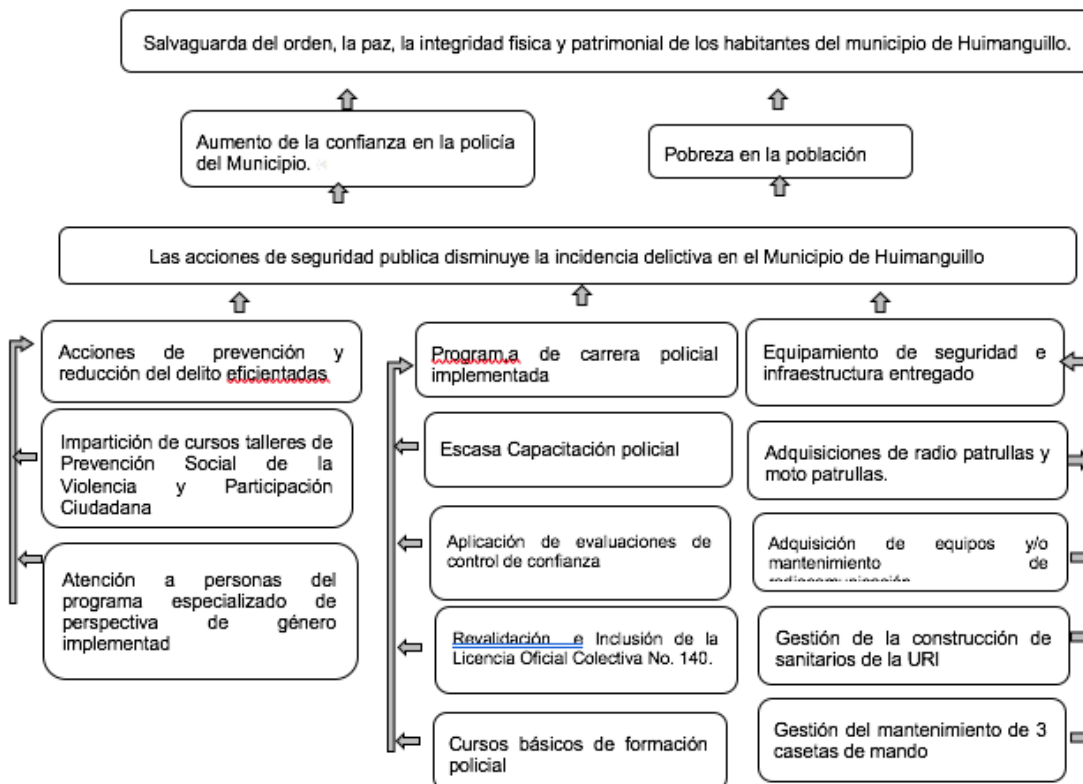 Salvaguarda del orden, la paz, la integridad física y patrimonial de los habitantes del municipio de Huimanguillo.
Aumento de la confianza en la policía
del Municipio.
Pobreza en la población
Las acciones de seguridad publica disminuye la incidencia delictiva en el Municipio de Huimanguillo
Acciones de prevención y
reducción del delito eficientadas
Impartición de cursos talleres de
Prevención Social de la
Violencia y Participación
Ciudadana
Atención a personas del
programa especializado de
perspectiva de género
implementad
Program,a de carrera policial
implementada
Escasa Capacitación policial
Aplicación de evaluaciones de
control de confianza
Revalidación e Inclusión de la
Licencia Oficial Colectiva No. 140.
Cursos básicos de formación
policial
Equipamiento de seguridad e
infraestructura entregado
Adquisiciones de radio patrullas y
moto patrullas.
Adquisición de equipos y/o
mantenimiento de
radiocomunicación
Gestión de la construcción de
sanitarios de la URI
Gestión del mantenimiento de 3
casetas de mando